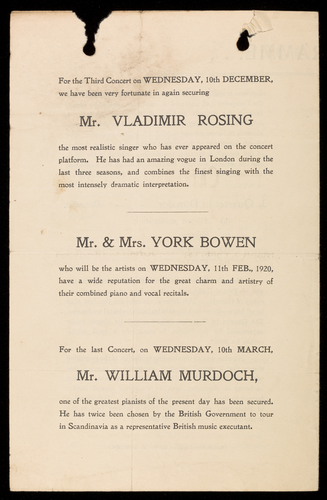 For the Third Concert on WEDNESDAY, 10th DECEMBER,
we have been very fortunate in again securing
Mr. VLADIMIR ROSING
the most realistic singer who has ever appeared on the concert
platform. He has had an amazing vogue in London during the
last three seasons, and combines the finest singing with the
most intensely dramatic interpretation.
Mr. & Mrs. YORK BOWEN
who will be the artists on WEDNESDAY, 11th FEB., 1920,
have a wide reputation for the great charm and artistry of
their combined piano and vocal recitals.
For the last Concert, on WEDNESDAY, 10th MARCH,
Mr. WILLIAM MURDOCH,
one of the greatest pianists of the present day has been secured.
He has twice been chosen by the British Government to tour
in Scandinavia as a representative British music executant.